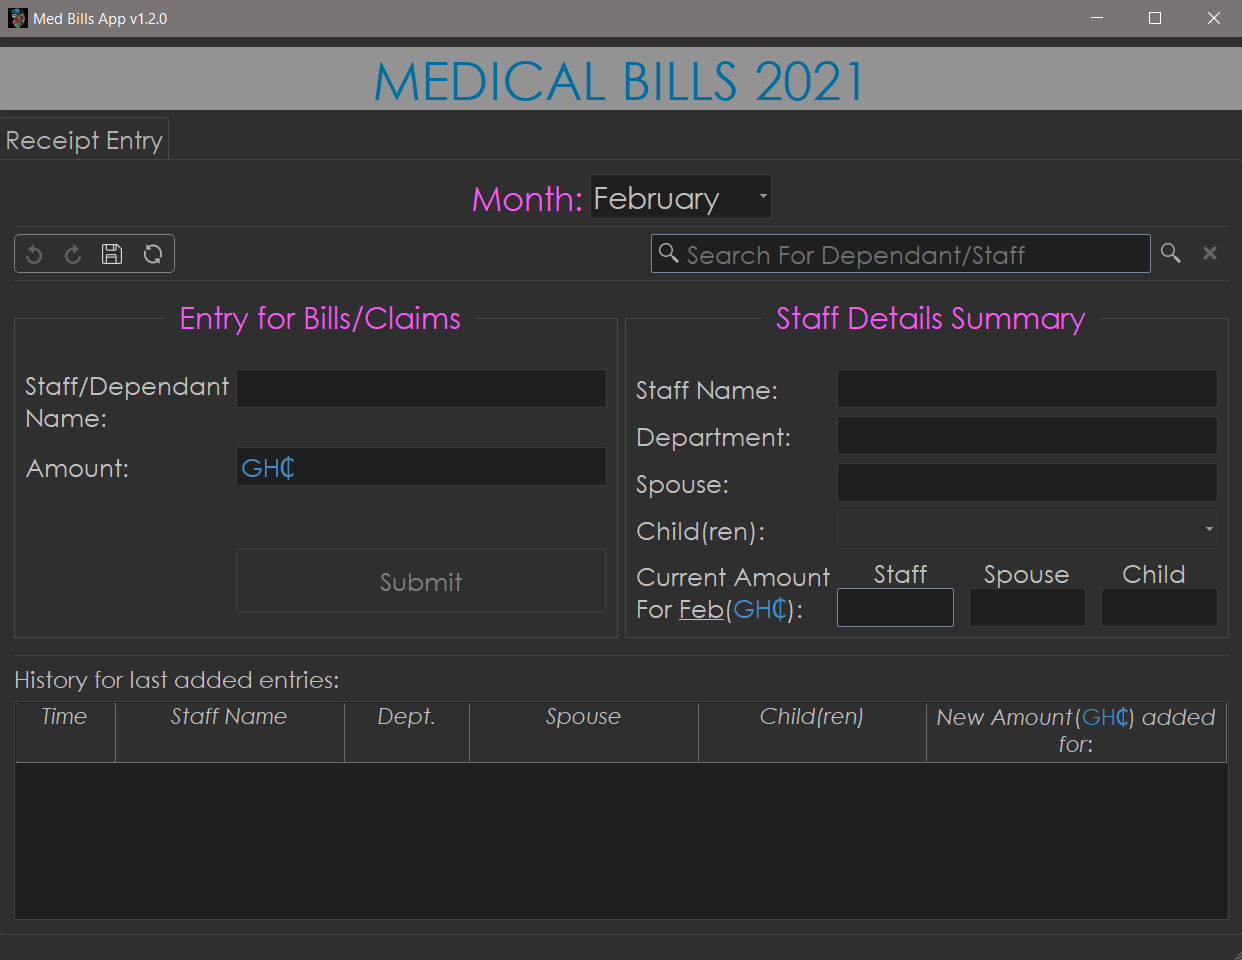 Med Bills App v1.2.0
MEDICAL BILLS 2021
Receipt Entry
Month: February
Search For Dependant/Staff
Entry for Bills/Claims
Staff/Dependant
Name:
Amount: GH₵
Submit
Staff Details Summary
Staff Name:
Department:
Spouse:
Child(ren):
Current Amount
For Feb(GH₵):
Staff Spouse Child
History for last added entries:
Time Staff Name Dept. Spouse Child(ren) New Amount(GH₵) added
for: